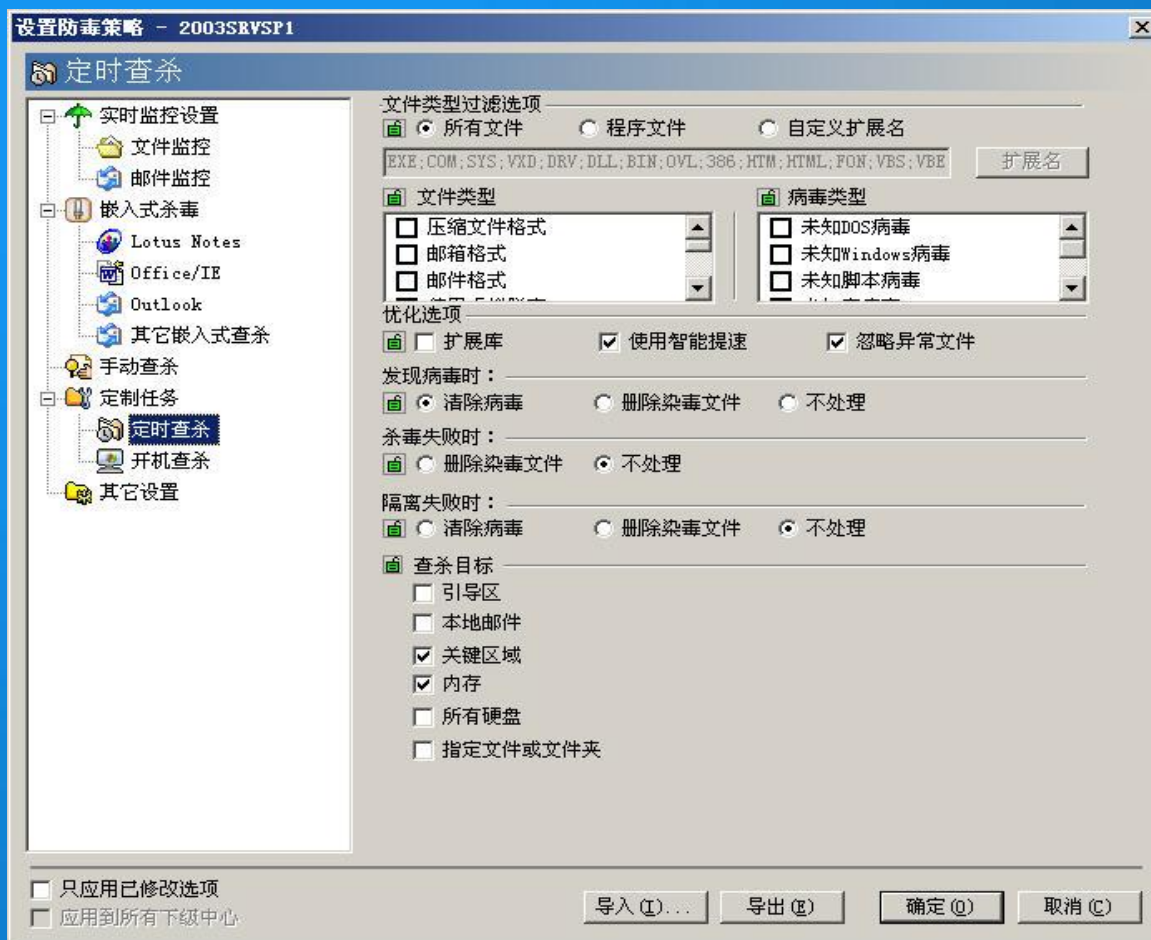 设置防毒策略 - 2003SRVSP1
定时查杀
实时监控设置
文件监控
邮件监控
嵌入式杀毒
Lotus Notes
Office/IE
Outlook
其它嵌入式查杀
手动查杀
定制任务
定时查杀
开机查杀
其它设置
文件类型过滤选项
所有文件 程序文件 自定义扩展名
EXE;COM;SYS;VXD;DRV;DLL;BIN;OVL;386;HTM;HTML;FON;VBS;VBE 扩展名
文件类型 病毒类型
压缩文件格式 未知DOS病毒
邮箱格式 未知Windows病毒
邮件格式 未知脚本病毒
优化选项
扩展库 使用智能提速 忽略异常文件
发现病毒时：
清除病毒 删除染毒文件 不处理
杀毒失败时：
删除染毒文件 不处理
隔离失败时：
清除病毒 删除染毒文件 不处理
查杀目标
引导区
本地邮件
关键区域
内存
所有硬盘
指定文件或文件夹
只应用已修改选项
应用到所有下级中心
导入(I)... 导出(E) 确定(O) 取消(C)